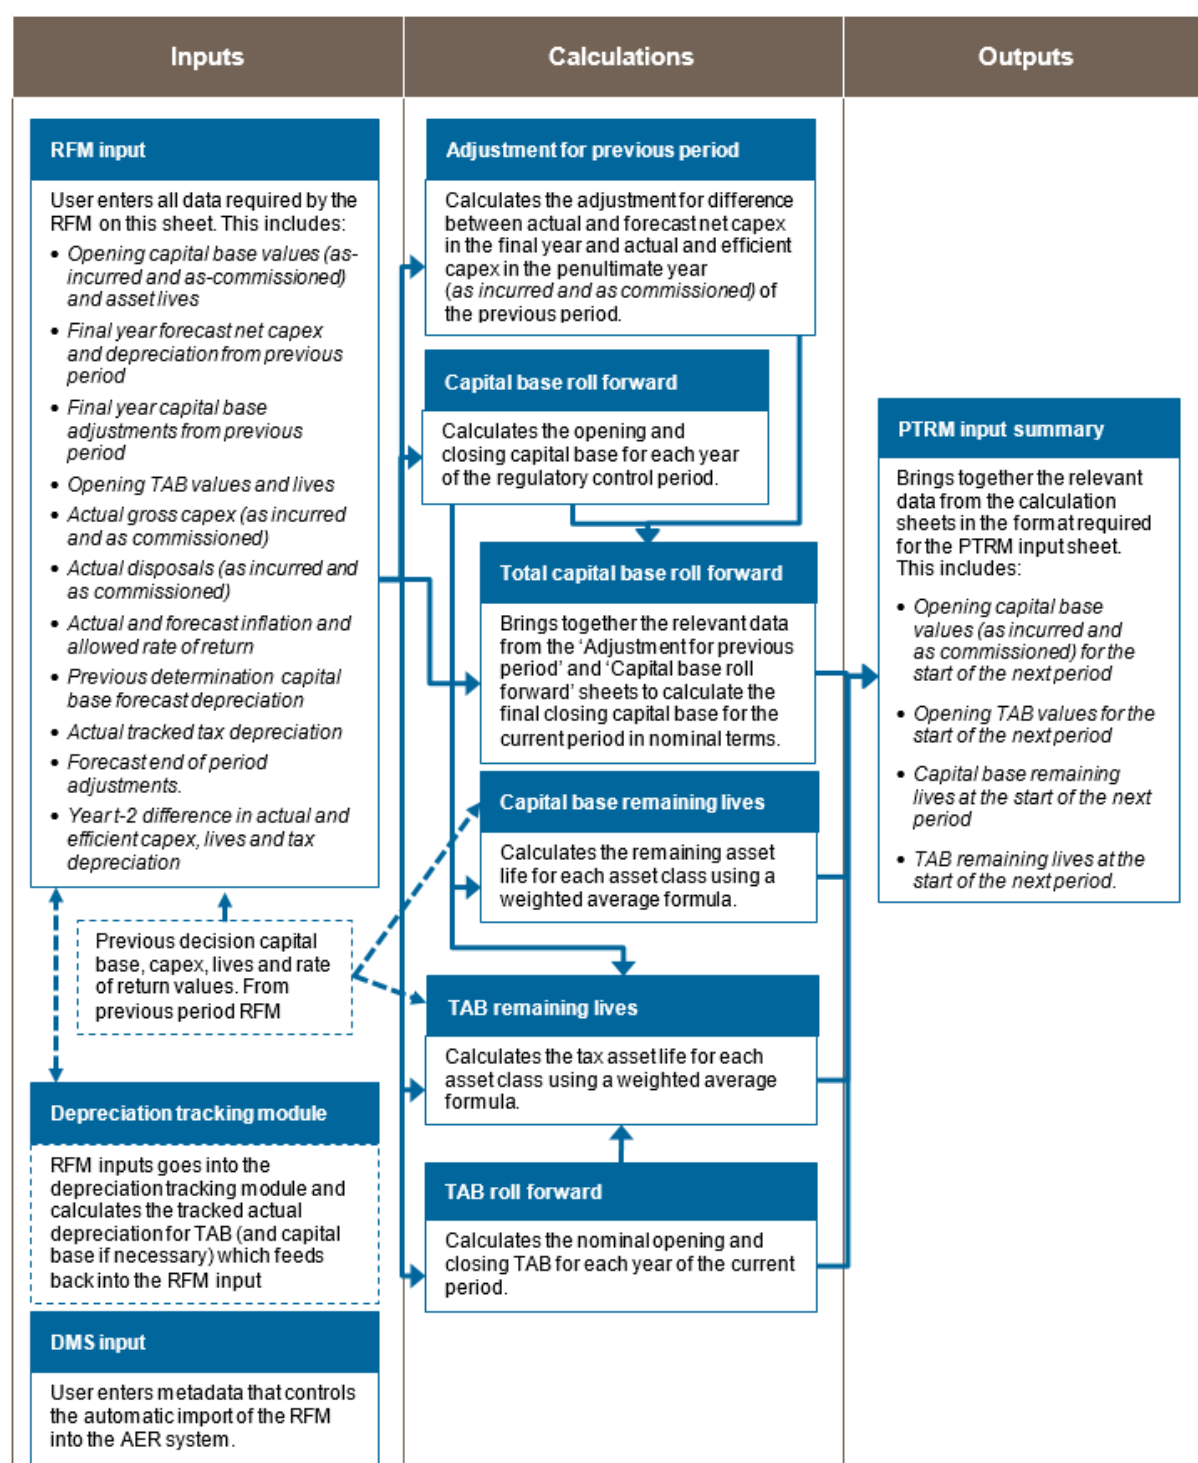 Inputs
Calculations
Outputs
RFM input
User enters all data required by the
RFM on this sheet. This includes:
• Opening capital base values (as-
incurred and as-commissioned)
and asset lives
• Final year forecast net capex
and depreciation from previous
period
• Final year capital base
adjustments from previous
period
• Opening TAB values and lives
• Actual gross capex (as incurred
and as commissioned)
• Actual disposals (as incurred and
as commissioned)
• Actual and forecast inflation and
allowed rate of return
• Previous determination capital
base forecast depreciation
• Actual tracked tax depreciation
• Forecast end of period
adjustments.
• Year t-2 difference in actual and
efficient capex, lives and tax
depreciation
Previous decision capital
base, capex, lives and rate
of return values. From
previous period RFM
Depreciation tracking module
RFM inputs goes into the
depreciation tracking module and
calculates the tracked actual
depreciation for TAB (and capital
base if necessary) which feeds
back into the RFM input
DMS input
User enters metadata that controls
the automatic import of the RFM
into the AER system.
Adjustment for previous period
Calculates the adjustment for difference
between actual and forecast net capex
in the final year and actual and efficient
capex in the penultimate year
(as incurred and as commissioned) of
the previous period.
Capital base roll forward
Calculates the opening and
closing capital base for each year
of the regulatory control period.
Total capital base roll forward
Brings together the relevant data
from the ‘Adjustment for previous
period’ and ‘Capital base roll
forward’ sheets to calculate the
final closing capital base for the
current period in nominal terms.
Capital base remaining lives
Calculates the remaining asset
life for each asset class using a
weighted average formula.
TAB remaining lives
Calculates the tax asset life for each
asset class using a weighted average
formula.
TAB roll forward
Calculates the nominal opening and
closing TAB for each year of the current
period.
PTRM input summary
Brings together the relevant
data from the calculation
sheets in the format required
for the PTRM input sheet.
This includes:
• Opening capital base
values (as incurred and
as commissioned) for the
start of the next period
• Opening TAB values for the
start of the next period
• Capital base remaining
lives at the start of the next
period
• TAB remaining lives at the
start of the next period.